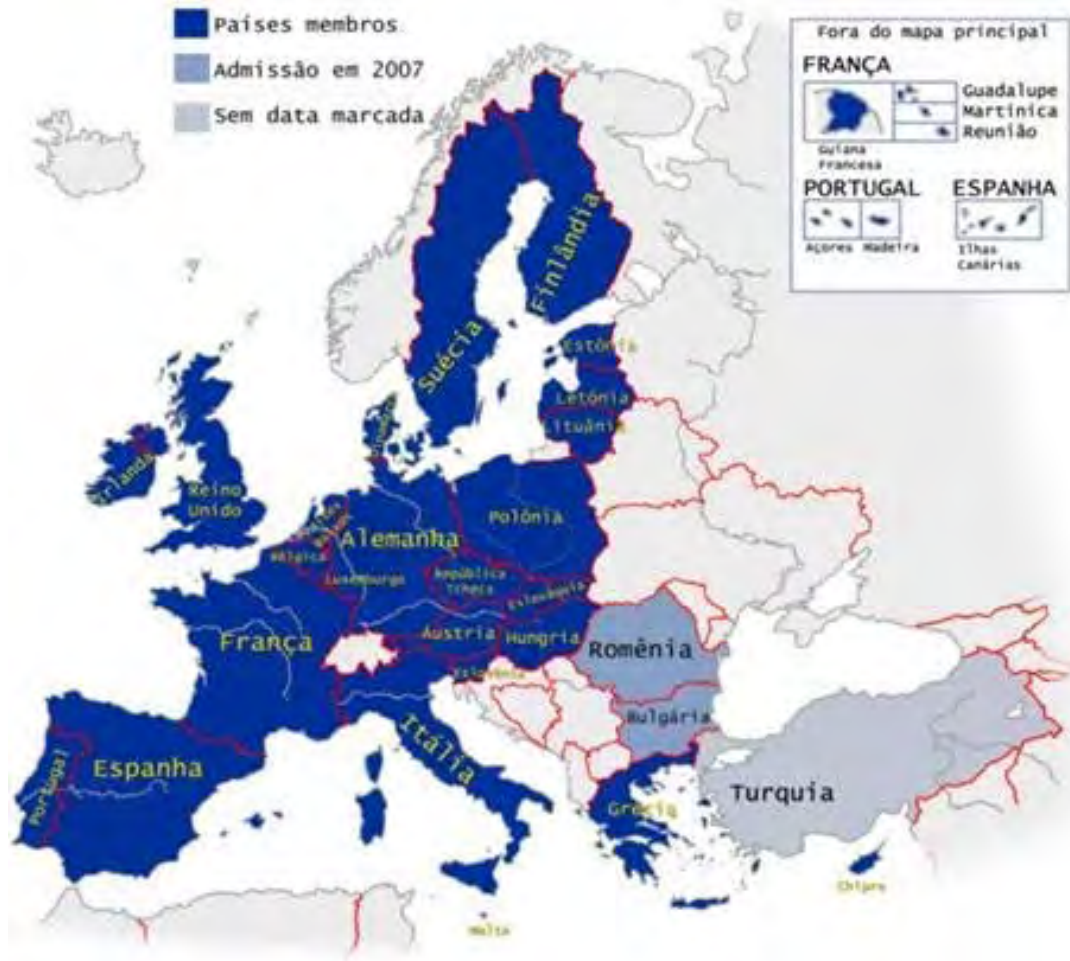 Países membros
Admissão em 2007
Sem data marcada
Fora do mapa principal
FRANÇA
Guadalupe
Martinica
Reunião
Guiana
Francesa
PORTUGAL
ESPANHA
Açores
Madeira
Ilhas
Canárias
Finlândia
Suécia
Estônia
Letônia
Lituânia
Irlanda
Reino
Unido
Polônia
Alemanha
Bélgica
Luxemburgo
República
Tcheca
Eslováquia
Áustria
Hungria
França
Eslovênia
Romênia
Bulgária
Itália
Portugal
Espanha
Grécia
Turquia
Chipre
Malta